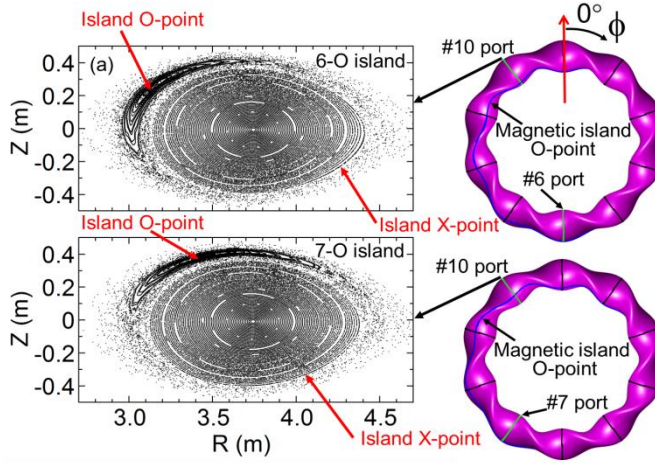 Island O-point
(a)
6-O island
0.4
0.2
0
-0.2
-0.4
Z (m)
Island X-point
Island O-point
7-O island
0.4
0.2
0
-0.2
-0.4
Z (m)
3.0
3.5
4.0
4.5
R (m)
Island X-point
0° ϕ
#10 port
Magnetic island
O-point
#6 port
#10 port
Magnetic island
O-point
#7 port